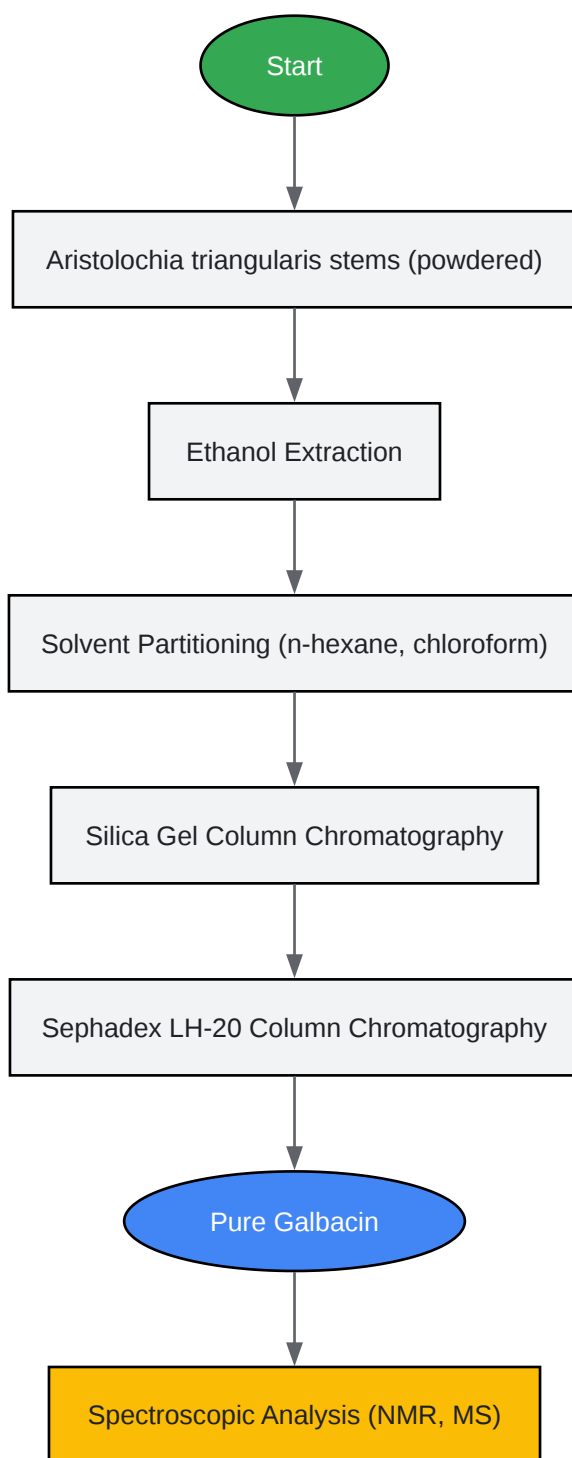 Start
Aristolochia triangularis stems (powdered)
Ethanol Extraction
Solvent Partitioning (n-hexane, chloroform)
Silica Gel Column Chromatography
Sephadex LH-20 Column Chromatography
Pure Galbacin
Spectroscopic Analysis (NMR, MS)